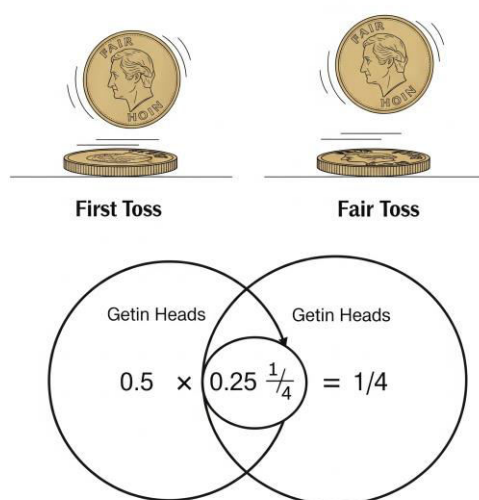 FAIR
HOIN
FAIR
HOIN
First Toss
Fair Toss
Getin Heads
Getin Heads
0.5 × 0.25 1/4 = 1/4